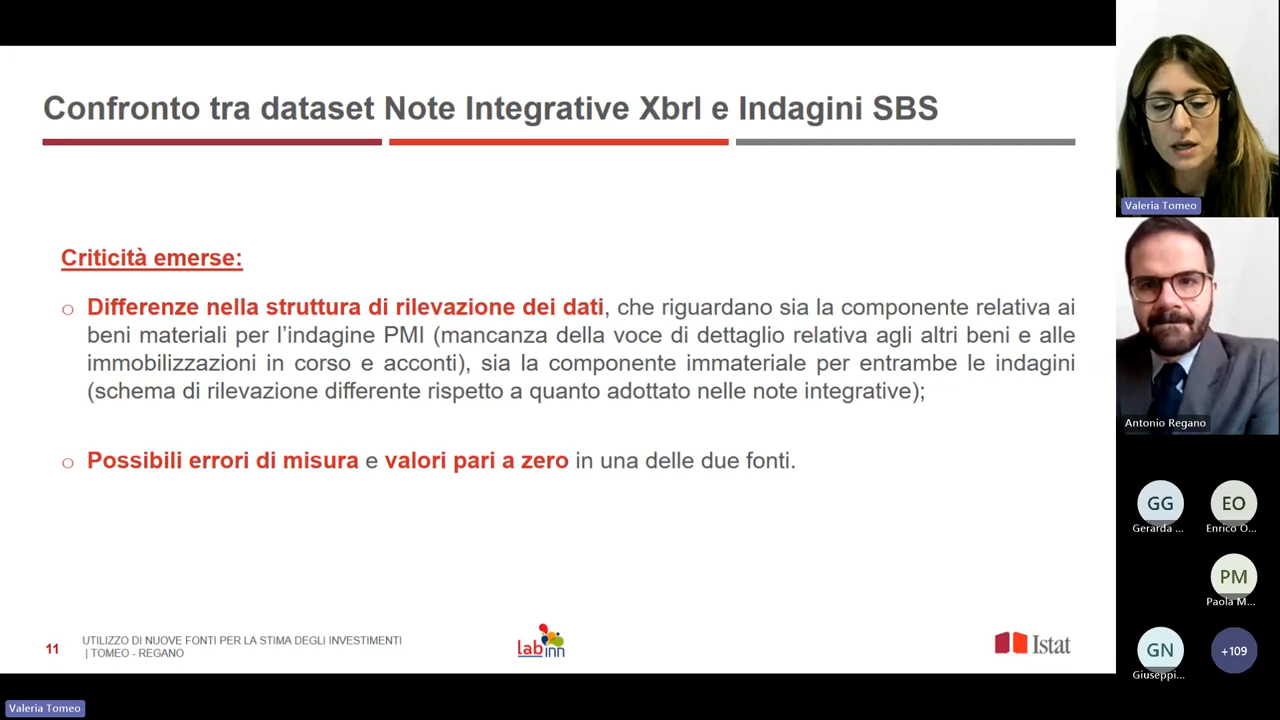 Confronto tra dataset Note Integrative Xbrl e Indagini SBS
Criticità emerse:
o Differenze nella struttura di rilevazione dei dati, che riguardano sia la componente relativa ai
beni materiali per l’indagine PMI (mancanza della voce di dettaglio relativa agli altri beni e alle
immobilizzazioni in corso e acconti), sia la componente immateriale per entrambe le indagini
(schema di rilevazione differente rispetto a quanto adottato nelle note integrative);
o Possibili errori di misura e valori pari a zero in una delle due fonti.
11
UTILIZZO DI NUOVE FONTI PER LA STIMA DEGLI INVESTIMENTI
| TOMEO - REGANO
labinn
Istat
Valeria Tomeo
Antonio Regano
GG
Gerarda ...
EO
Enrico O...
PM
Paola M...
GN
Giuseppi...
+109
Valeria Tomeo